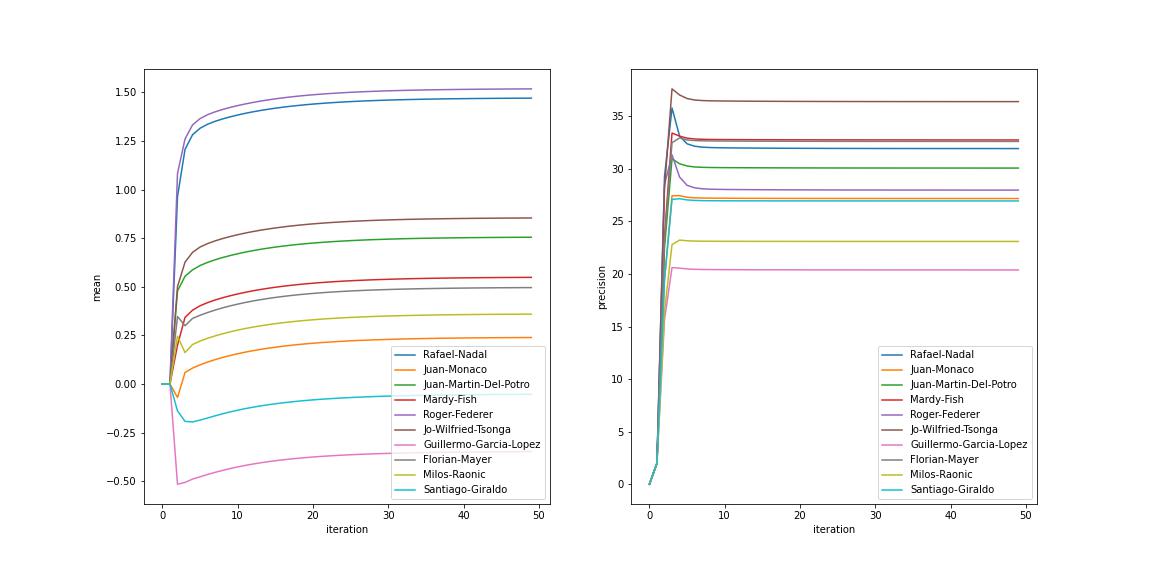 1.50
1.25
1.00
0.75
0.50
0.25
0.00
−0.25
−0.50
mean
0
10
20
30
40
50
iteration
Rafael-Nadal
Juan-Monaco
Juan-Martin-Del-Potro
Mardy-Fish
Roger-Federer
Jo-Wilfried-Tsonga
Guillermo-Garcia-Lopez
Florian-Mayer
Milos-Raonic
Santiago-Giraldo
35
30
25
20
15
10
5
0
precision
0
10
20
30
40
50
iteration
Rafael-Nadal
Juan-Monaco
Juan-Martin-Del-Potro
Mardy-Fish
Roger-Federer
Jo-Wilfried-Tsonga
Guillermo-Garcia-Lopez
Florian-Mayer
Milos-Raonic
Santiago-Giraldo